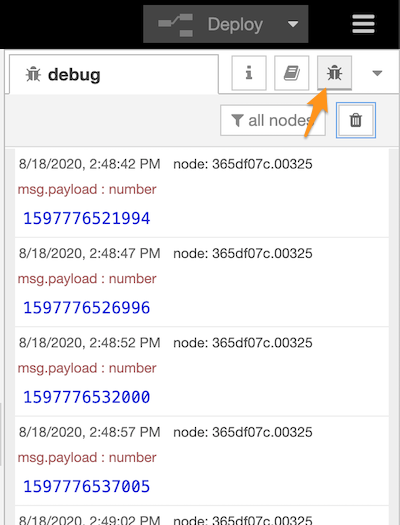 Deploy
debug
i
all nodes
8/18/2020, 2:48:42 PM node: 365df07c.00325
msg.payload : number
1597776521994
8/18/2020, 2:48:47 PM node: 365df07c.00325
msg.payload : number
1597776526996
8/18/2020, 2:48:52 PM node: 365df07c.00325
msg.payload : number
1597776532000
8/18/2020, 2:48:57 PM node: 365df07c.00325
msg.payload : number
1597776537005
8/18/2020, 2:49:02 PM node: 365df07c.00325